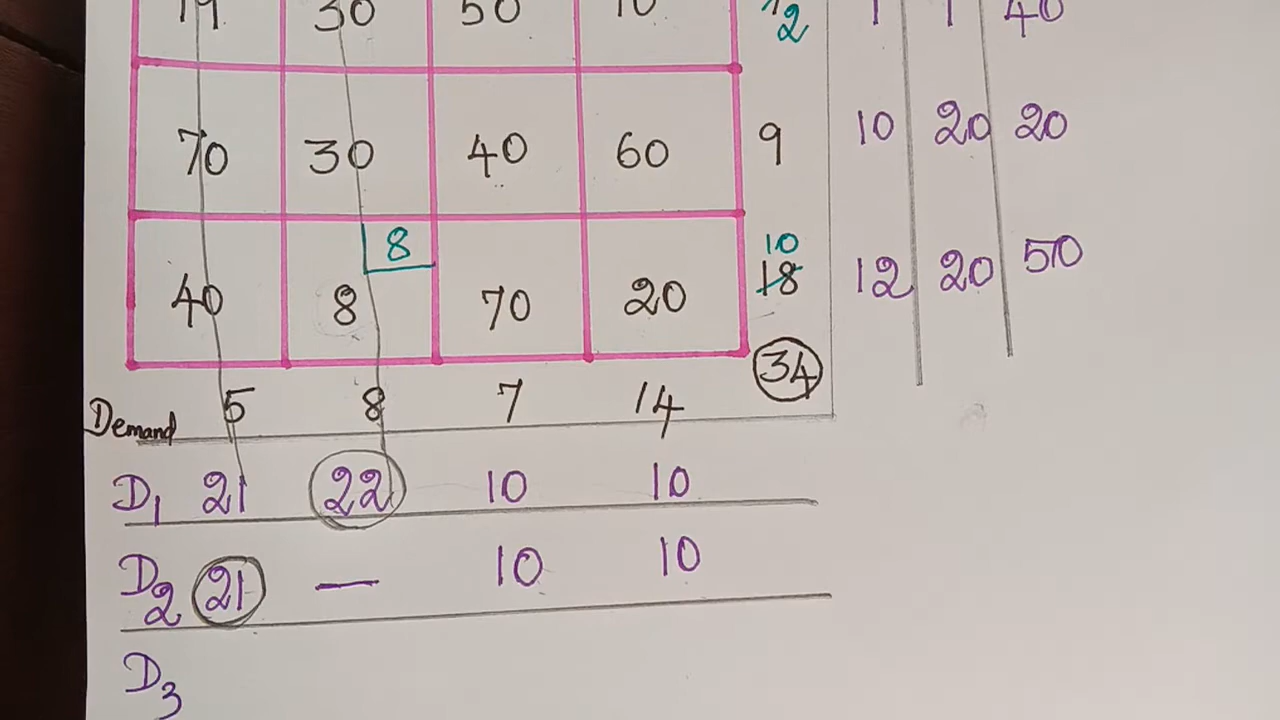 19 30 50 10 2 1 1 40
70 30 40 60 9 10 20 20
8 10
40 8 70 20 18 12 20 50
34
Demand 5 8 7 14
D1 21 22 10 10
D2 21 — 10 10
D3